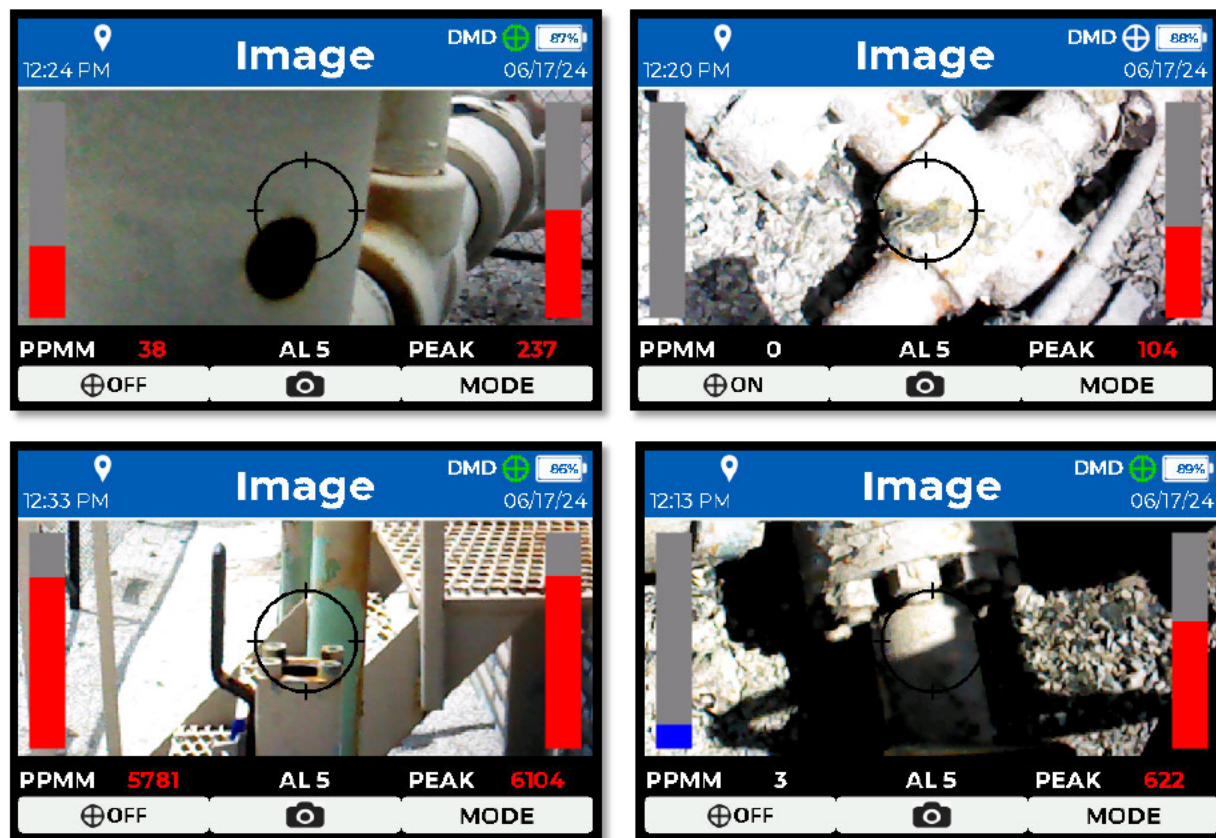 DMD 87%
12:24 PM Image 06/17/24
PPMM 38 AL 5 PEAK 237
OFF MODE
DMD 88%
12:20 PM Image 06/17/24
PPMM 0 AL 5 PEAK 104
ON MODE
DMD 86%
12:33 PM Image 06/17/24
PPMM 5781 AL 5 PEAK 6104
OFF MODE
DMD 89%
12:13 PM Image 06/17/24
PPMM 3 AL 5 PEAK 622
OFF MODE